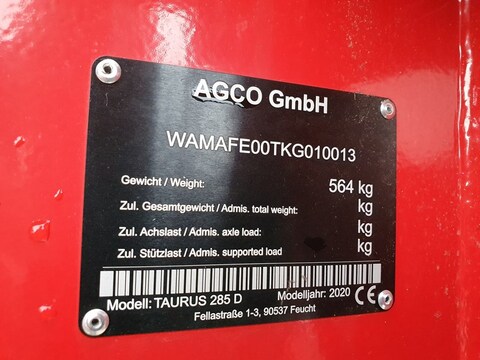 AGCO GmbH
WAMAFE00TKG010013
Gewicht / Weight: 564 kg
Zul. Gesamtgewicht / Admis. total weight: kg
Zul. Achslast / Admis. axle load: kg
Zul. Stützlast / Admis. supported load kg
Modell: TAURUS 285 D Modelljahr: 2020 CE
Fellastraße 1-3, 90537 Feucht